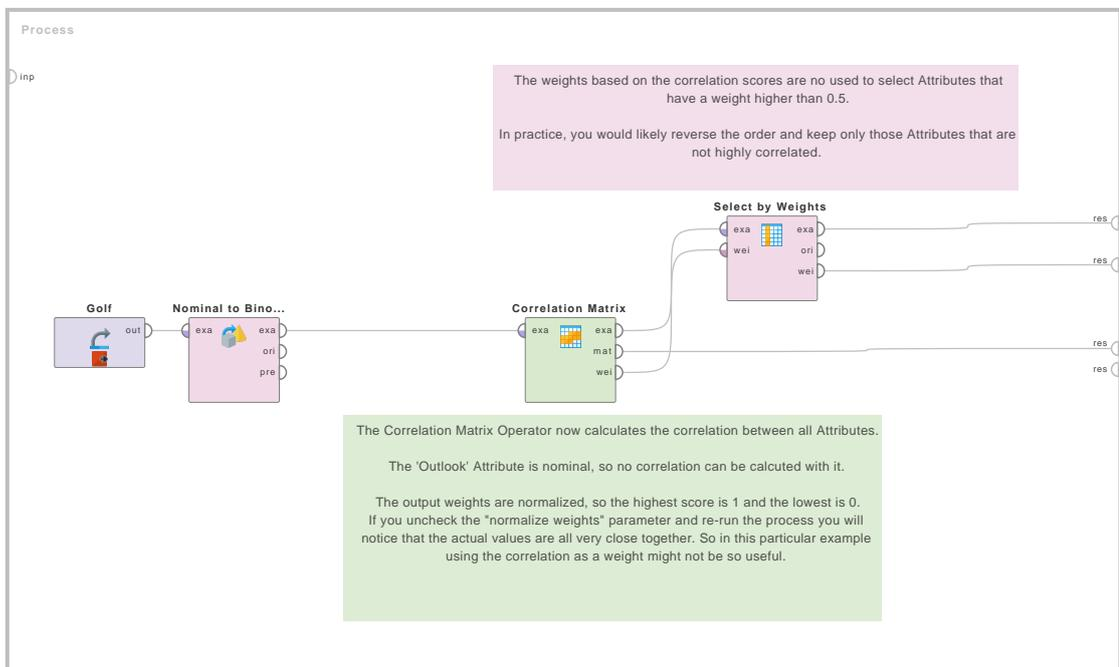 Process
inp
The weights based on the correlation scores are no used to select Attributes that
have a weight higher than 0.5.
In practice, you would likely reverse the order and keep only those Attributes that are
not highly correlated.
Select by Weights
exa
exa
wei
ori
wei
res
res
Golf
out
Nominal to Bino...
exa
exa
ori
pre
Correlation Matrix
exa
exa
mat
wei
res
res
The Correlation Matrix Operator now calculates the correlation between all Attributes.
The 'Outlook' Attribute is nominal, so no correlation can be calcuted with it.
The output weights are normalized, so the highest score is 1 and the lowest is 0.
If you uncheck the "normalize weights" parameter and re-run the process you will
notice that the actual values are all very close together. So in this particular example
using the correlation as a weight might not be so useful.